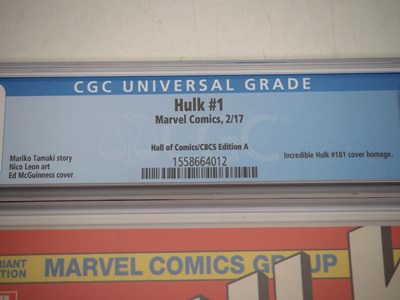 CGC UNIVERSAL GRADE
Hulk #1
Marvel Comics, 2/17
Hall of Comics/CBCS Edition A
Mariko Tamaki story
Nico Leon art
Ed McGuinness cover
Incredible Hulk #181 cover homage.
1558664012
CGC
MARVEL COMICS GROUP